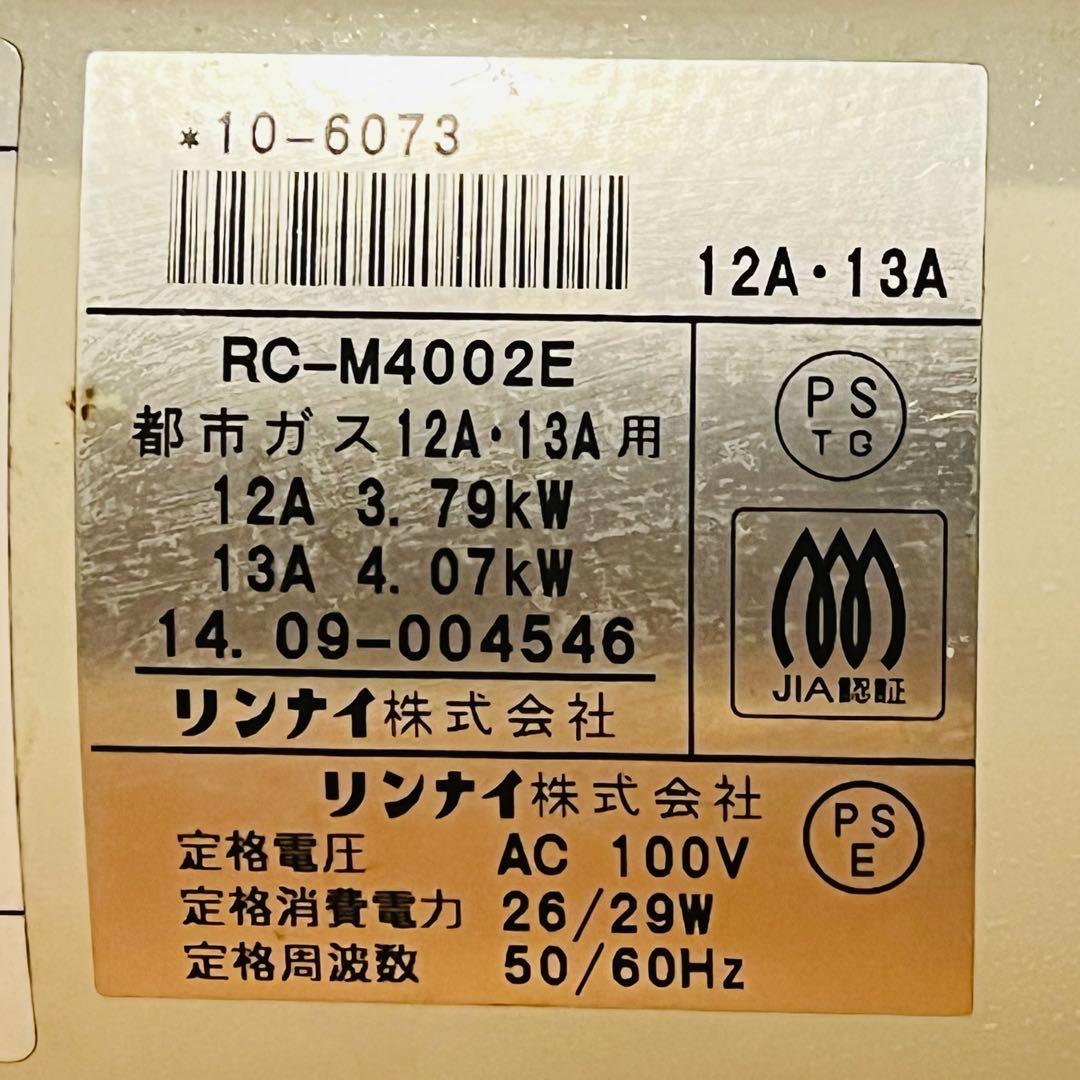 *10-6073
12A・13A
RC-M4002E
都市ガス12A・13A用
12A 3. 79kW
13A 4. 07kW
14. 09-004546
リンナイ株式会社
PS
TG
JIA認証
リンナイ株式会社
PS
E
定格電圧 AC 100V
定格消費電力 26/29W
定格周波数 50/60Hz